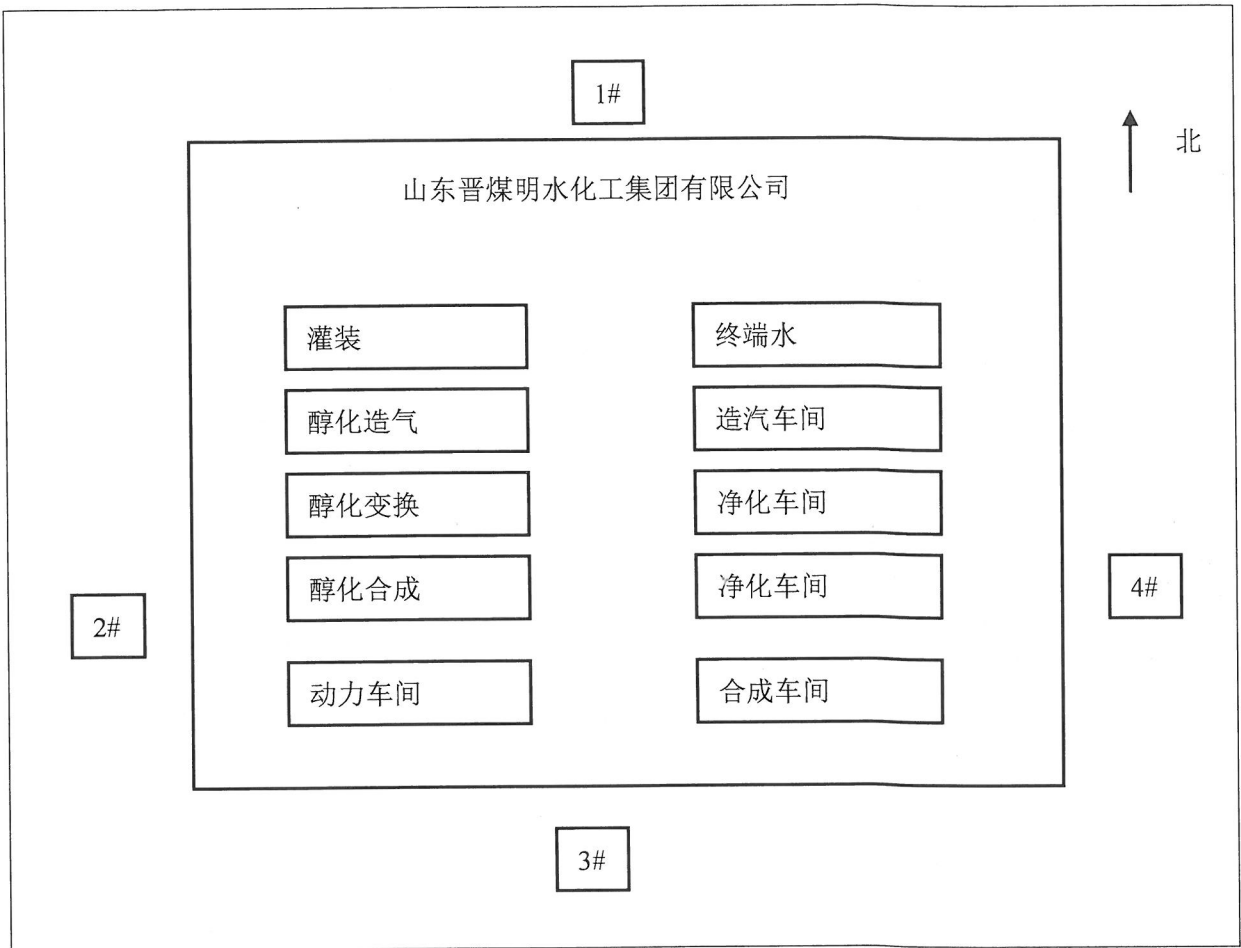 1#
北
山东晋煤明水化工集团有限公司
灌装
终端水
醇化造气
造汽车间
醇化变换
净化车间
醇化合成
净化车间
2#
4#
动力车间
合成车间
3#